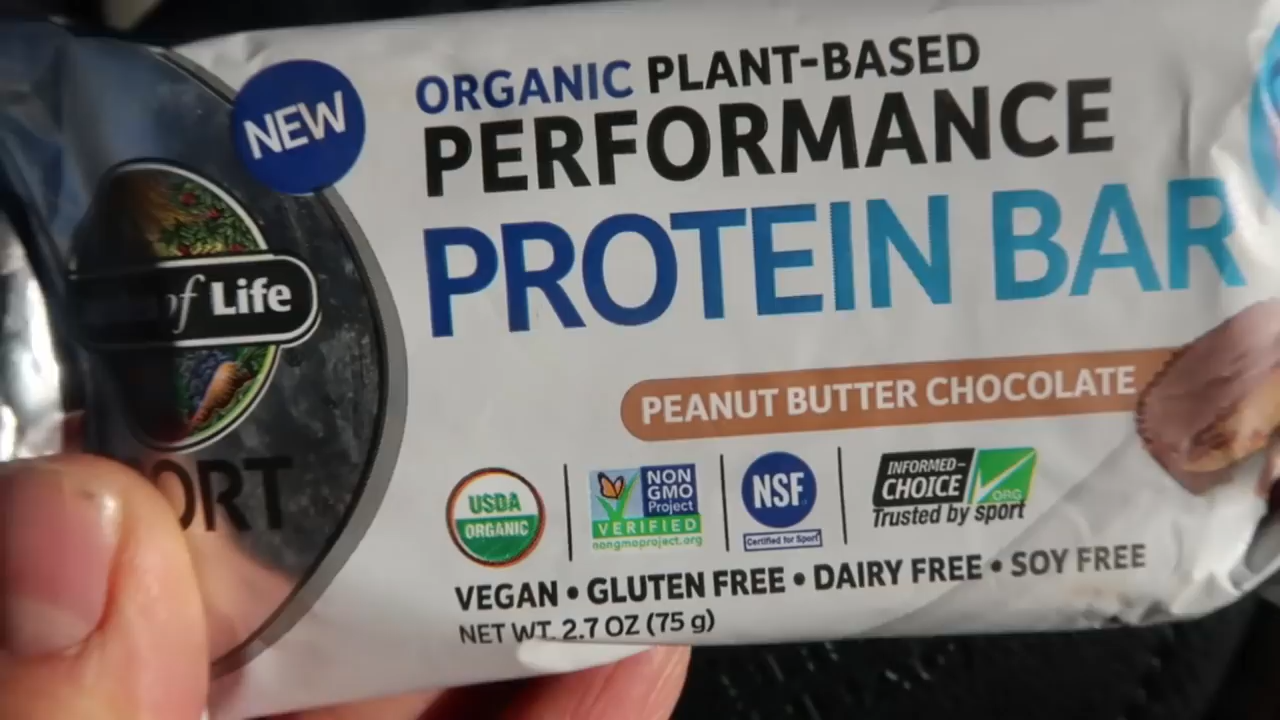 NEW
ORGANIC PLANT-BASED
PERFORMANCE
PROTEIN BAR
of Life
ORT
PEANUT BUTTER CHOCOLATE
USDA
ORGANIC
NON
GMO
Project
VERIFIED
nongmoproject.org
NSF
Certified for Sport
INFORMED-
CHOICE
ORG
Trusted by sport
VEGAN • GLUTEN FREE • DAIRY FREE • SOY FREE
NET WT. 2.7 OZ (75 g)